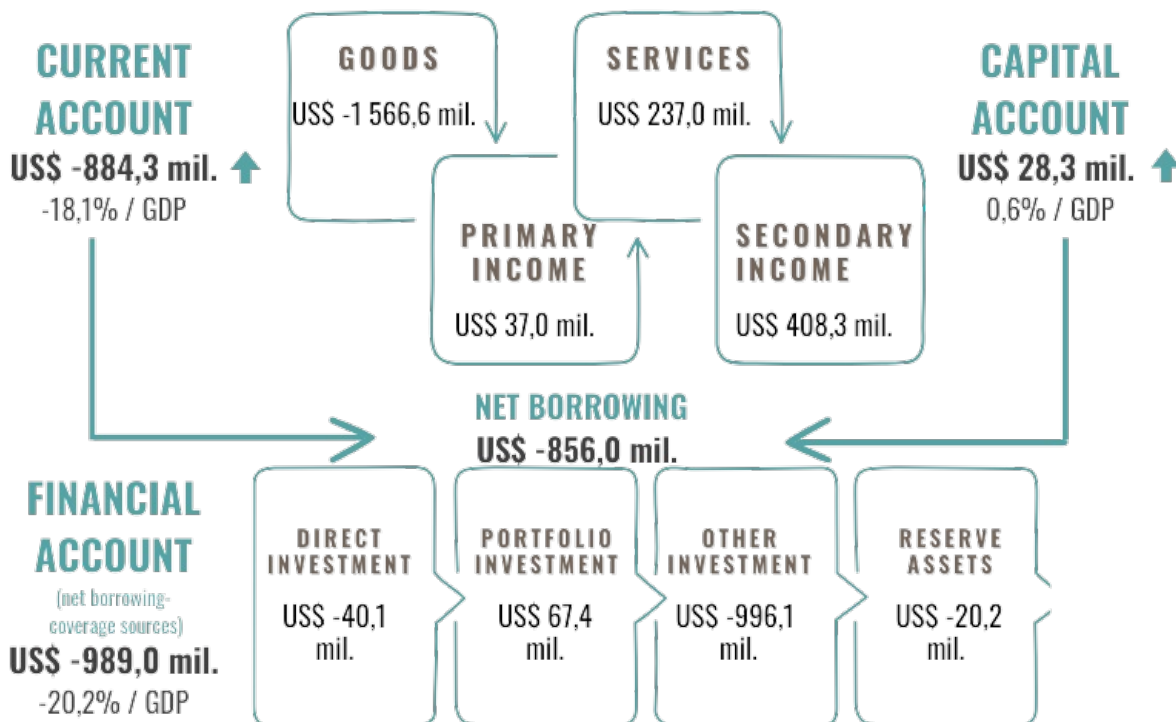 CURRENT
ACCOUNT
US$ -884,3 mil.
-18,1% / GDP
GOODS
US$ -1 566,6 mil.
SERVICES
US$ 237,0 mil.
PRIMARY
INCOME
US$ 37,0 mil.
SECONDARY
INCOME
US$ 408,3 mil.
CAPITAL
ACCOUNT
US$ 28,3 mil.
0,6% / GDP
NET BORROWING
US$ -856,0 mil.
FINANCIAL
ACCOUNT
(net borrowing-
coverage sources)
US$ -989,0 mil.
-20,2% / GDP
DIRECT
INVESTMENT
US$ -40,1
mil.
PORTFOLIO
INVESTMENT
US$ 67,4
mil.
OTHER
INVESTMENT
US$ -996,1
mil.
RESERVE
ASSETS
US$ -20,2
mil.